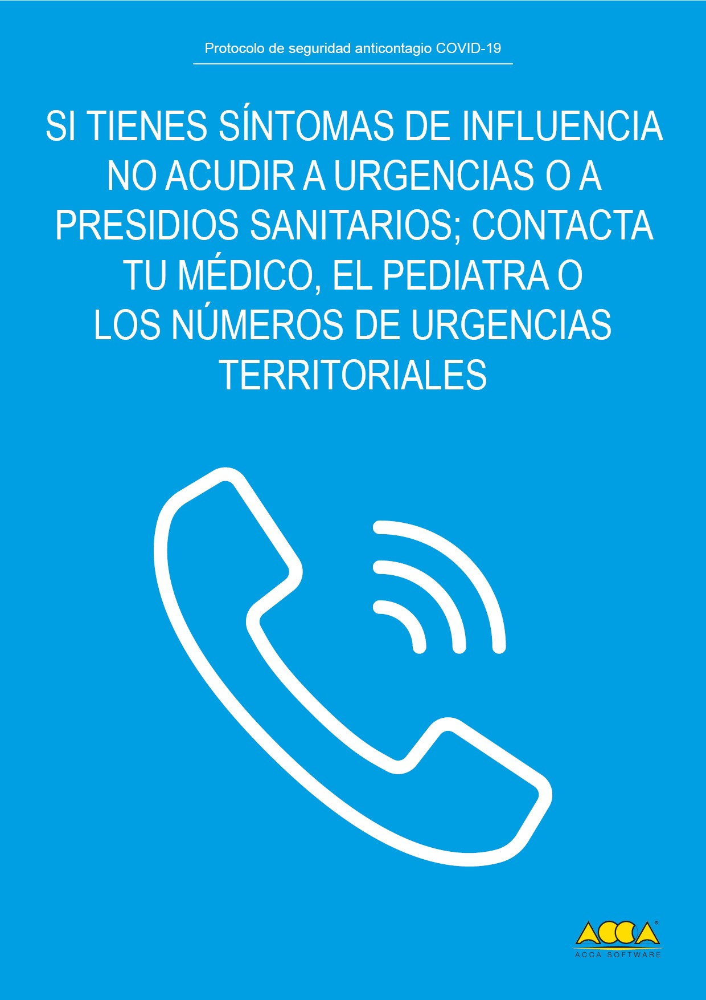 Protocolo de seguridad anticontagio COVID-19
SI TIENES SÍNTOMAS DE INFLUENCIA
NO ACUDIR A URGENCIAS O A
PRESIDIOS SANITARIOS; CONTACTA
TU MÉDICO, EL PEDIATRA O
LOS NÚMEROS DE URGENCIAS
TERRITORIALES
ACCA®
ACCA SOFTWARE